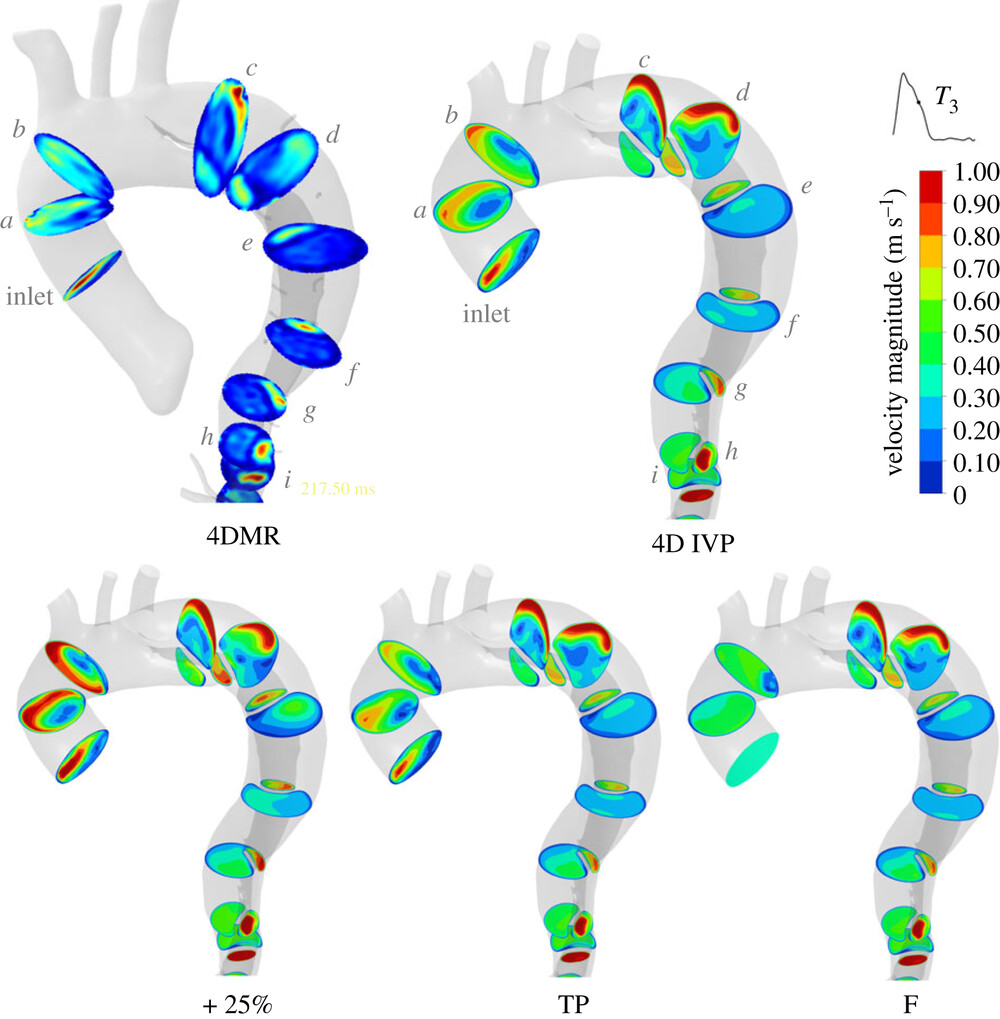 c
b
d
a
e
inlet
f
g
h
i
217.50 ms
4DMR
c
b
d
a
e
inlet
f
g
h
i
4D IVP
T3
velocity magnitude (m s−1)
1.00
0.90
0.80
0.70
0.60
0.50
0.40
0.30
0.20
0.10
0
+ 25%
TP
F